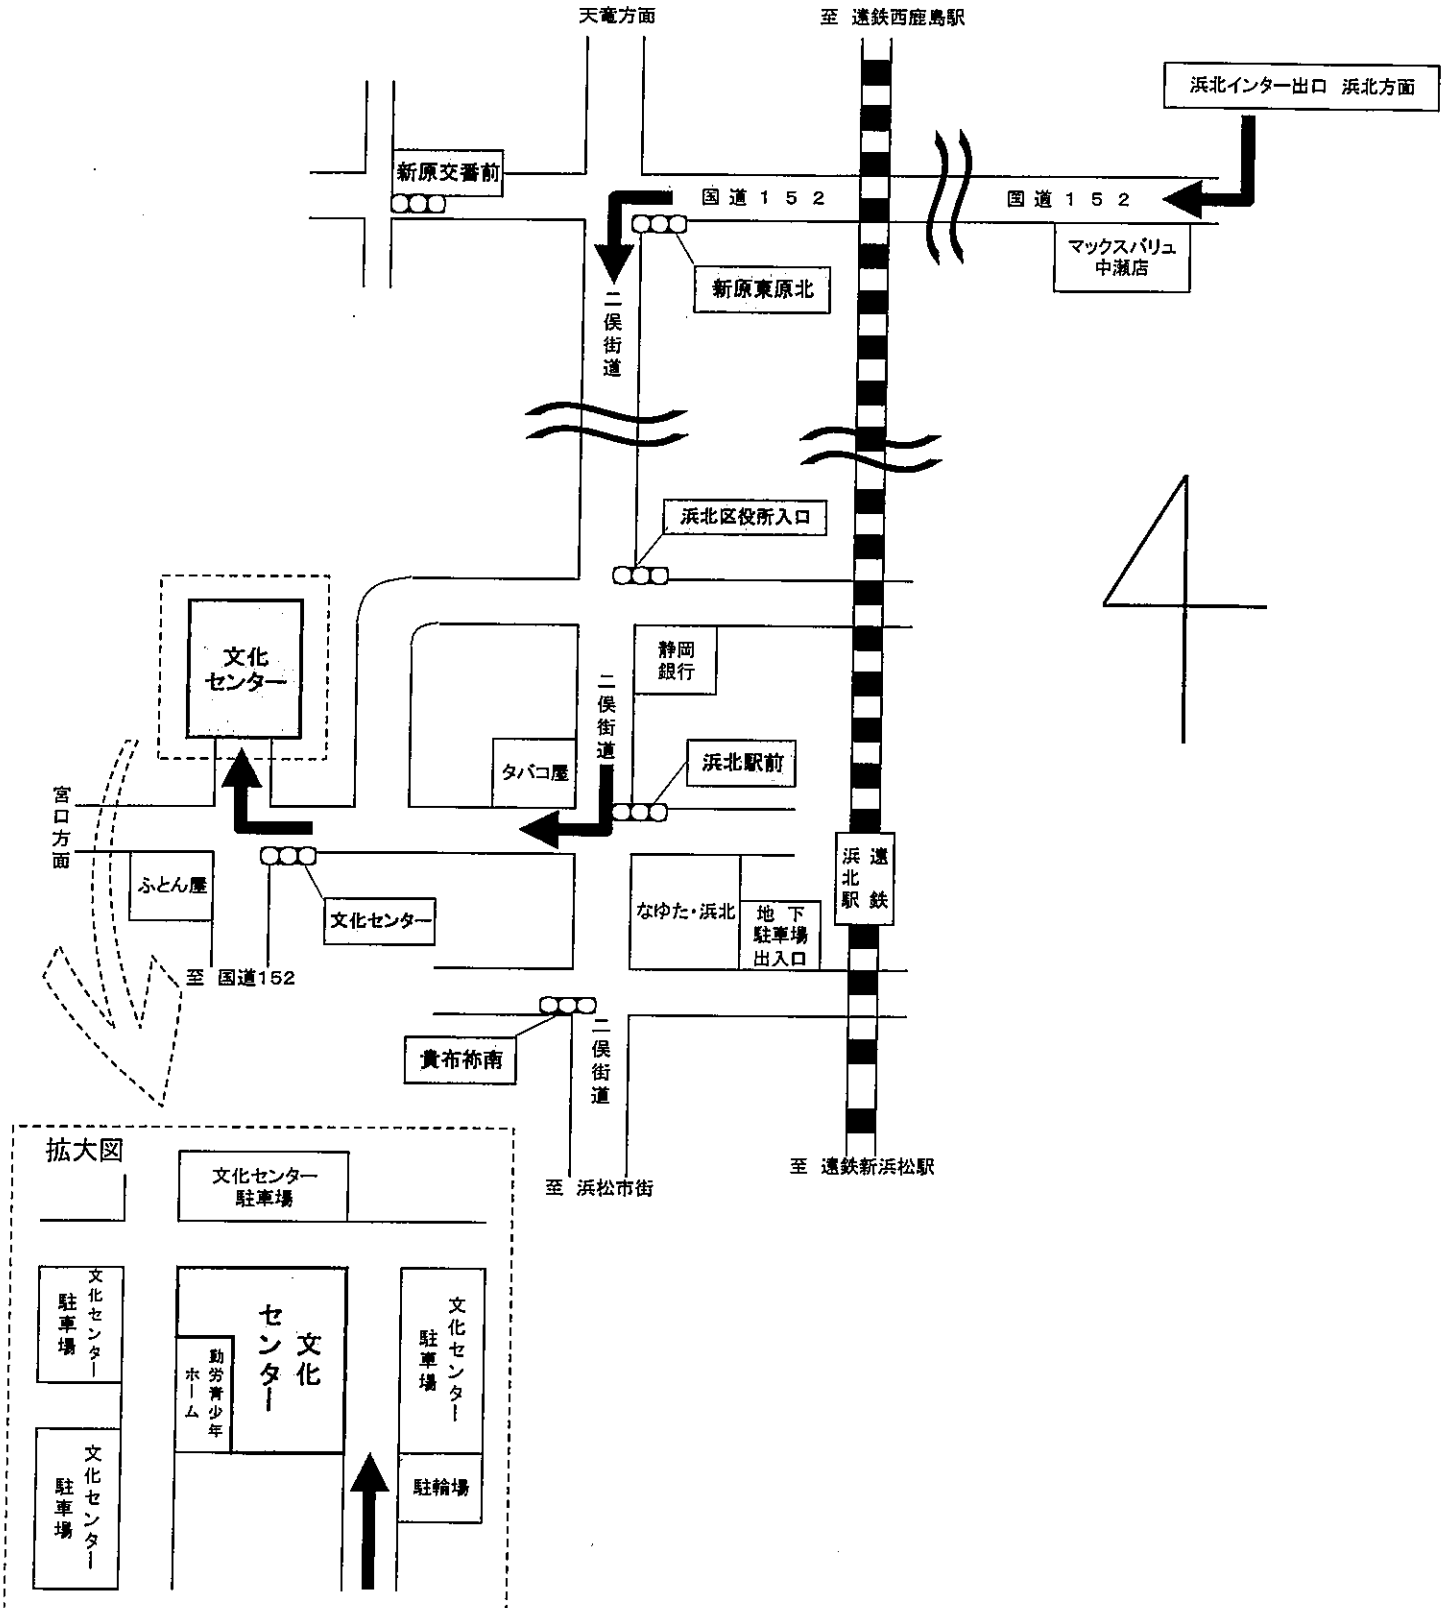 天竜方面
至 遠鉄西鹿島駅
浜北インター出口 浜北方面
新原交番前
国道152
国道152
マックスバリュ
中瀬店
新原東原北
二俣街道
浜北区役所入口
文化
センター
静岡
銀行
二俣街道
タバコ屋
浜北駅前
宮口方面
ふとん屋
文化センター
なゆた・浜北
地下
駐車場
出入口
遠鉄
浜北駅
至 国道152
貴布祢南
二俣街道
至 浜松市街
至 遠鉄新浜松駅
拡大図
文化センター
駐車場
文化センター
駐車場
文化
センター
勤労青少年
ホーム
文化センター
駐車場
文化センター
駐車場
駐輪場